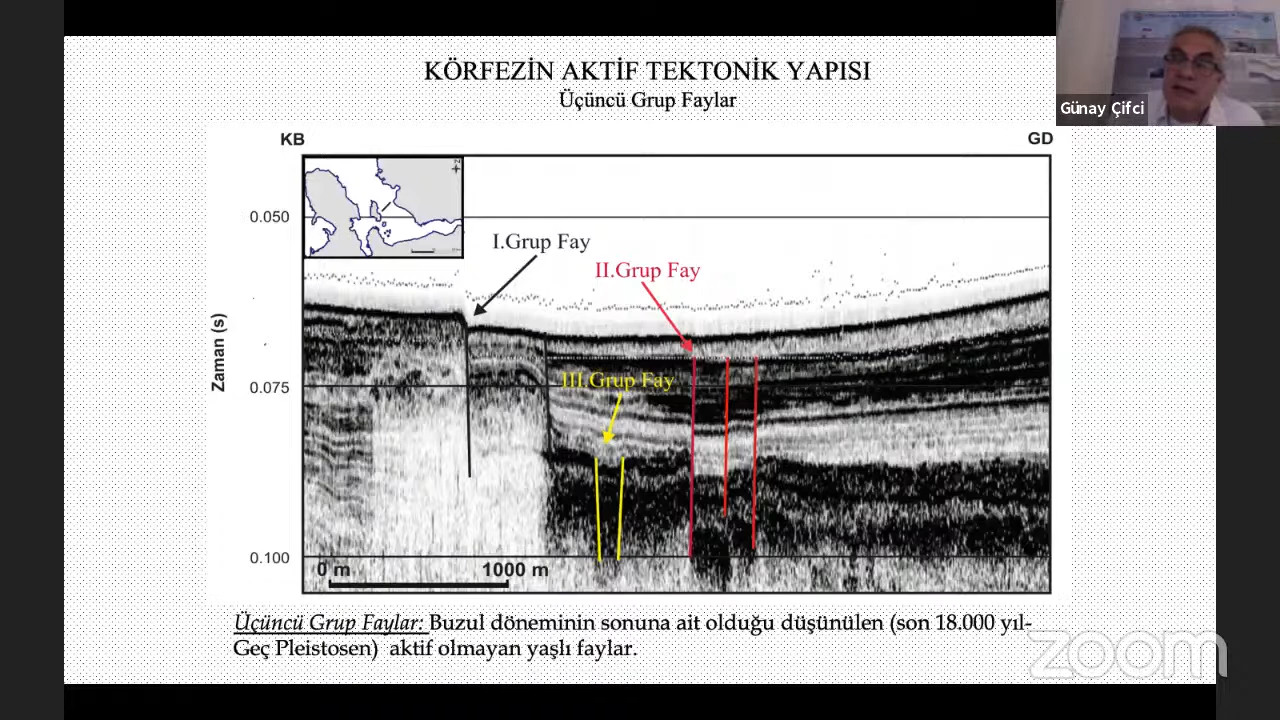 KÖRFEZİN AKTİF TEKTONİK YAPISI
Üçüncü Grup Faylar
Günay Çifci
KB
GD
0.050
I.Grup Fay
II.Grup Fay
Zaman (s)
III.Grup Fay
0.075
0.100
0 m
1000 m
Üçüncü Grup Faylar: Buzul döneminin sonuna ait olduğu düşünülen (son 18.000 yıl-
Geç Pleistosen) aktif olmayan yaşlı faylar.
zoom